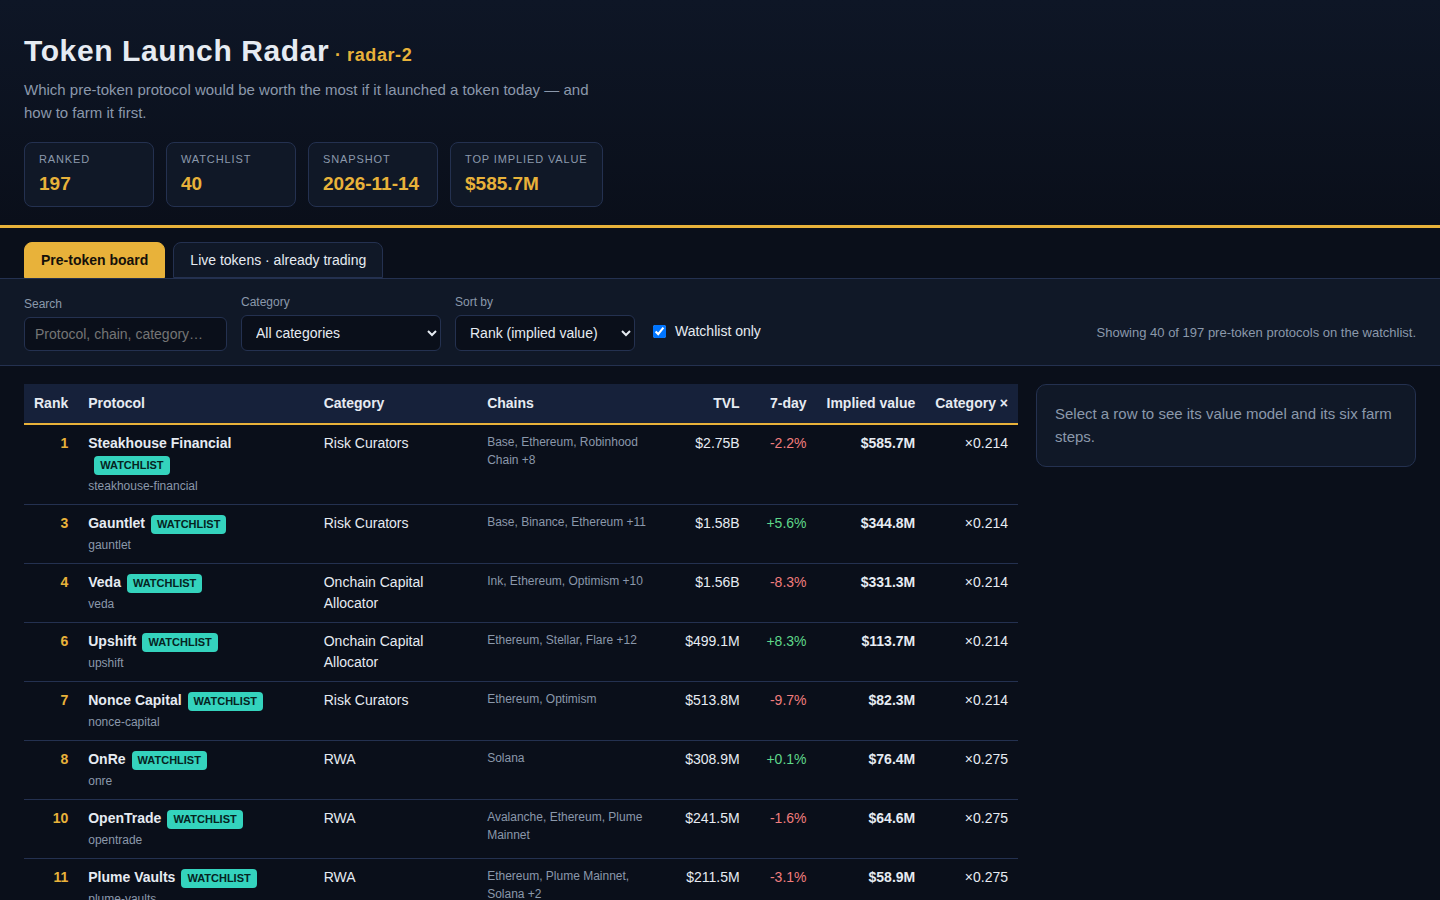 Token Launch Radar · radar-2
Which pre-token protocol would be worth the most if it launched a token today — and
how to farm it first.
RANKED
197
WATCHLIST
40
SNAPSHOT
2026-11-14
TOP IMPLIED VALUE
$585.7M
Pre-token board
Live tokens · already trading
Search
Protocol, chain, category…
Category
All categories
Sort by
Rank (implied value)
Watchlist only
Showing 40 of 197 pre-token protocols on the watchlist.
Rank Protocol Category Chains TVL 7-day Implied value Category ×
1 Steakhouse Financial Risk Curators Base, Ethereum, Robinhood $2.75B -2.2% $585.7M ×0.214
WATCHLIST Chain +8
steakhouse-financial
3 Gauntlet WATCHLIST Risk Curators Base, Binance, Ethereum +11 $1.58B +5.6% $344.8M ×0.214
gauntlet
4 Veda WATCHLIST Onchain Capital Ink, Ethereum, Optimism +10 $1.56B -8.3% $331.3M ×0.214
veda Allocator
6 Upshift WATCHLIST Onchain Capital Ethereum, Stellar, Flare +12 $499.1M +8.3% $113.7M ×0.214
upshift Allocator
7 Nonce Capital WATCHLIST Risk Curators Ethereum, Optimism $513.8M -9.7% $82.3M ×0.214
nonce-capital
8 OnRe WATCHLIST RWA Solana $308.9M +0.1% $76.4M ×0.275
onre
10 OpenTrade WATCHLIST RWA Avalanche, Ethereum, Plume $241.5M -1.6% $64.6M ×0.275
opentrade Mainnet
11 Plume Vaults WATCHLIST RWA Ethereum, Plume Mainnet, $211.5M -3.1% $58.9M ×0.275
plume-vaults Solana +2
Select a row to see its value model and its six farm
steps.